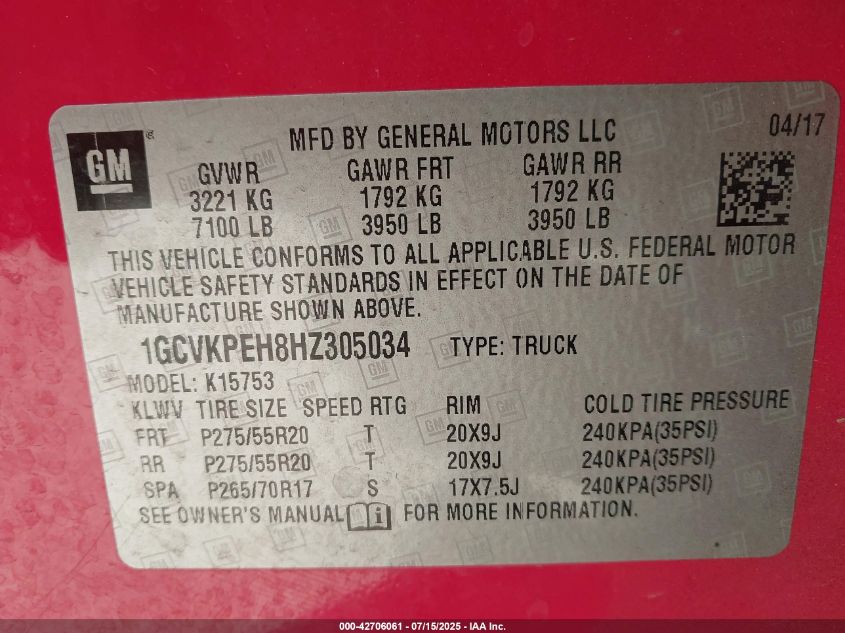 GM
®
MFD BY GENERAL MOTORS LLC
04/17
GVWR GAWR FRT GAWR RR
3221 KG 1792 KG 1792 KG
7100 LB 3950 LB 3950 LB
THIS VEHICLE CONFORMS TO ALL APPLICABLE U.S. FEDERAL MOTOR
VEHICLE SAFETY STANDARDS IN EFFECT ON THE DATE OF
MANUFACTURE SHOWN ABOVE.
1GCVKPEH8HZ305034 TYPE: TRUCK
MODEL: K15753
KLWV TIRE SIZE SPEED RTG RIM COLD TIRE PRESSURE
FRT P275/55R20 T 20X9J 240KPA(35PSI)
RR P275/55R20 T 20X9J 240KPA(35PSI)
SPA P265/70R17 S 17X7.5J 240KPA(35PSI)
SEE OWNER'S MANUAL i FOR MORE INFORMATION.
000-42706061 - 07/15/2025 - IAA Inc.